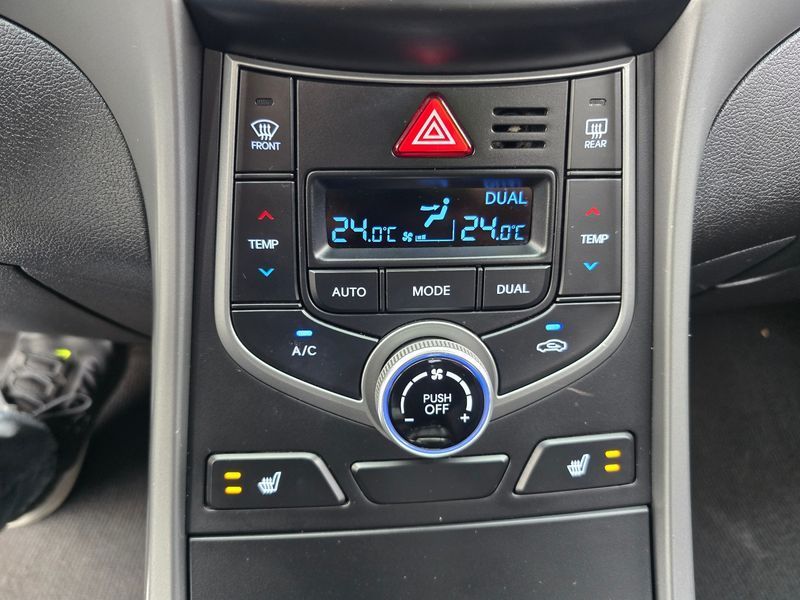 FRONT
REAR
DUAL
24.0°C
24.0°C
TEMP
TEMP
AUTO
MODE
DUAL
A/C
PUSH
OFF
- +